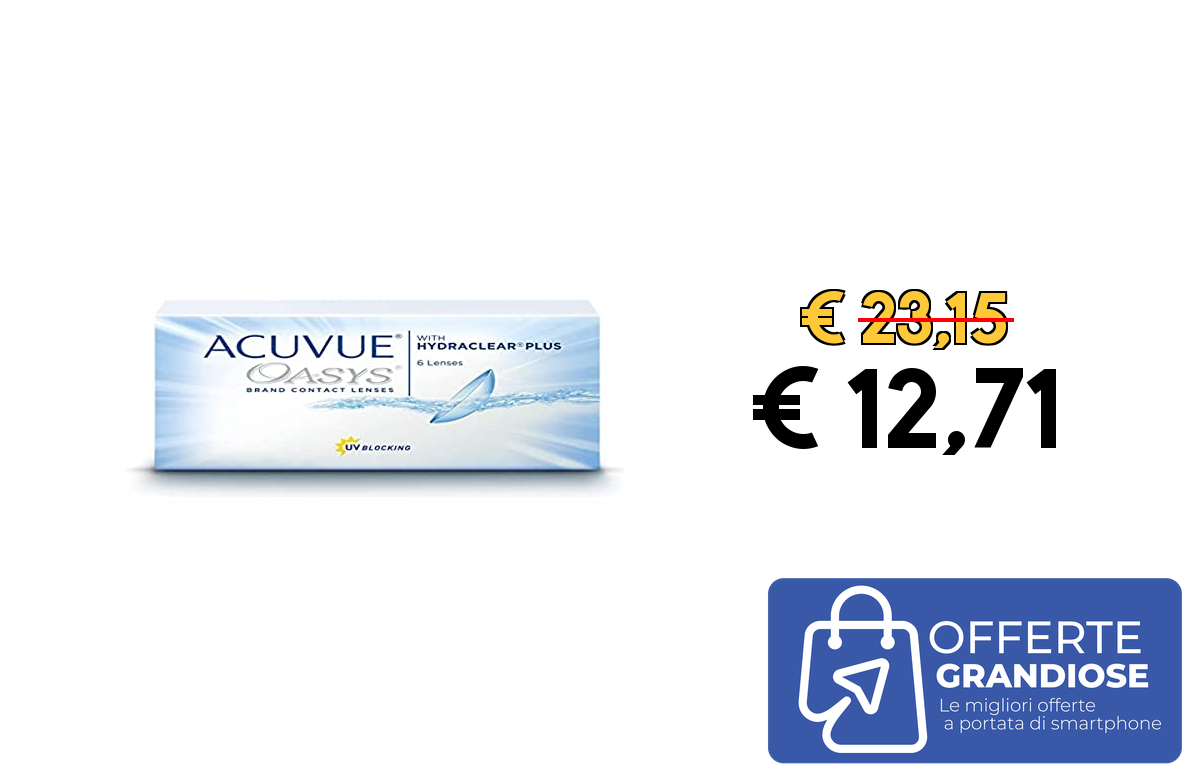 ACUVUE®
OASYS®
BRAND CONTACT LENSES
WITH
HYDRACLEAR® PLUS
6 Lenses
UV BLOCKING
€ 23,15
€ 12,71
OFFERTE
GRANDIOSE
Le migliori offerte
a portata di smartphone